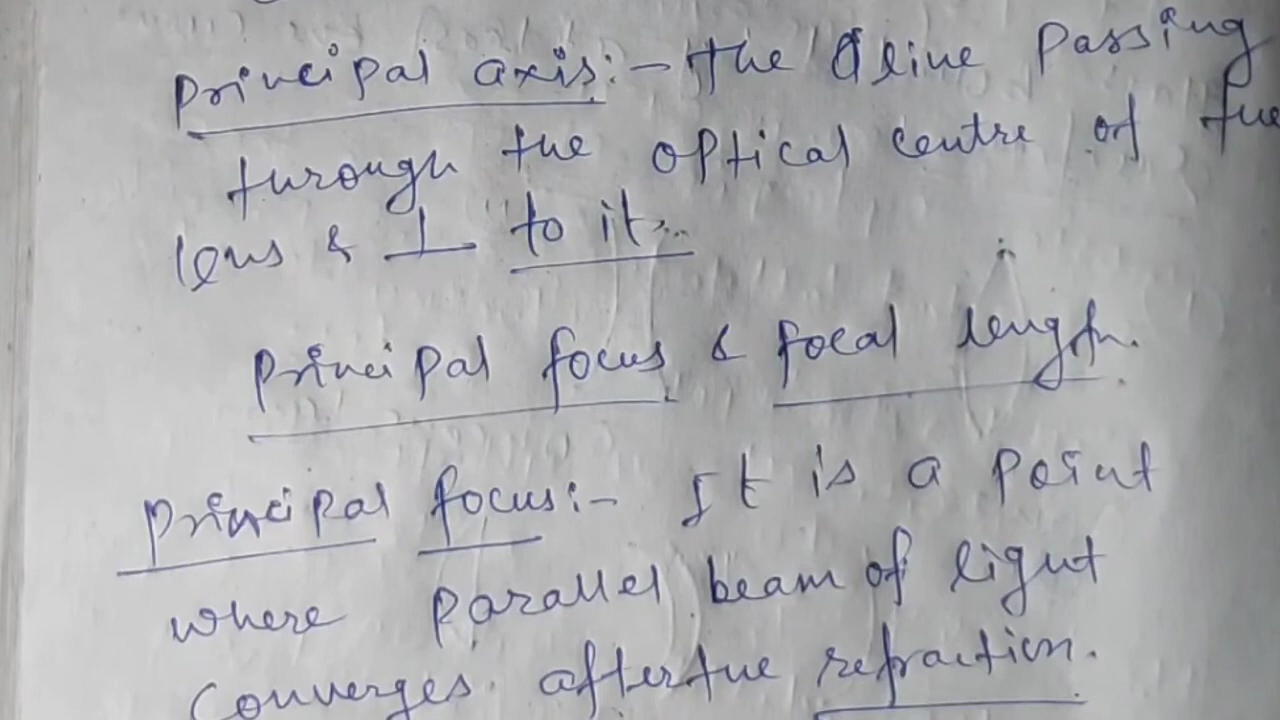 Principal axis:- The line Passing
through the optical centre of the
lens & ⊥ to it.
Principal focus & focal length.
Principal focus:- It is a point
where parallel beam of light
Converges after the refraction.